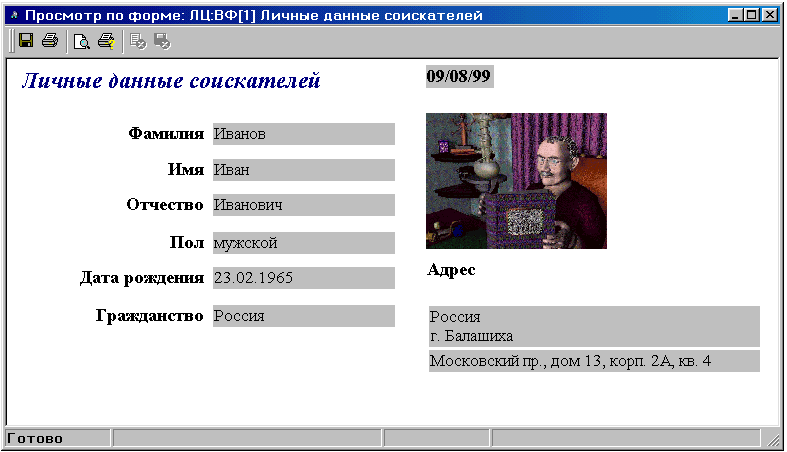 Просмотр по форме: ЛЦ:ВФ[1] Личные данные соискателей
Личные данные соискателей
09/08/99
Фамилия Иванов
Имя Иван
Отчество Иванович
Пол мужской
Дата рождения 23.02.1965
Гражданство Россия
Адрес
Россия
г. Балашиха
Московский пр., дом 13, корп. 2А, кв. 4
Готово